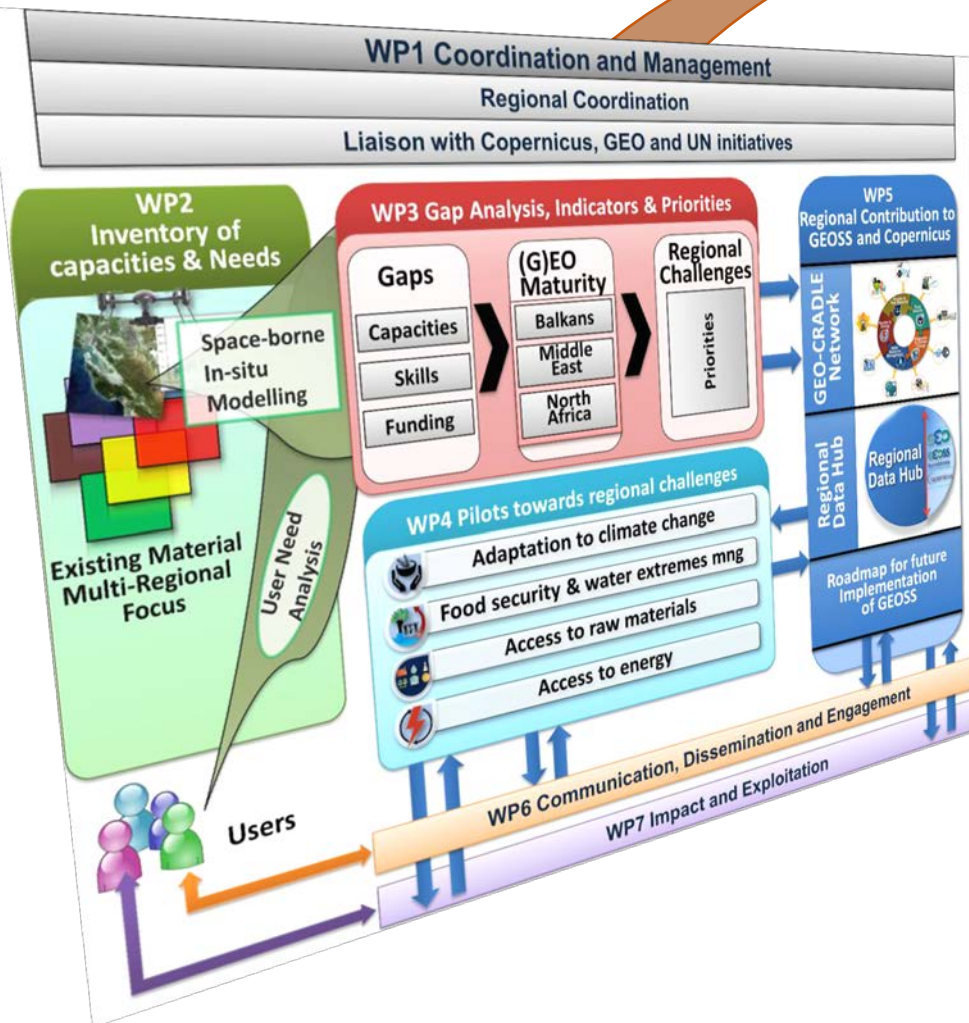 WP1 Coordination and Management
Regional Coordination
Liaison with Copernicus, GEO and UN initiatives
WP2
Inventory of
capacities & Needs
Space-borne
In-situ
Modelling
Existing Material
Multi-Regional
Focus
User Need
Analysis
Users
WP3 Gap Analysis, Indicators & Priorities
Gaps
Capacities
Skills
Funding
(G)EO
Maturity
Balkans
Middle
East
North
Africa
Regional
Challenges
Priorities
WP4 Pilots towards regional challenges
Adaptation to climate change
Food security & water extremes mng
Access to raw materials
Access to energy
WP5
Regional Contribution to
GEOSS and Copernicus
GEO-CRADLE
Network
Regional
Data Hub
Regional
Data Hub
Roadmap for future
Implementation
of GEOSS
WP6 Communication, Dissemination and Engagement
WP7 Impact and Exploitation